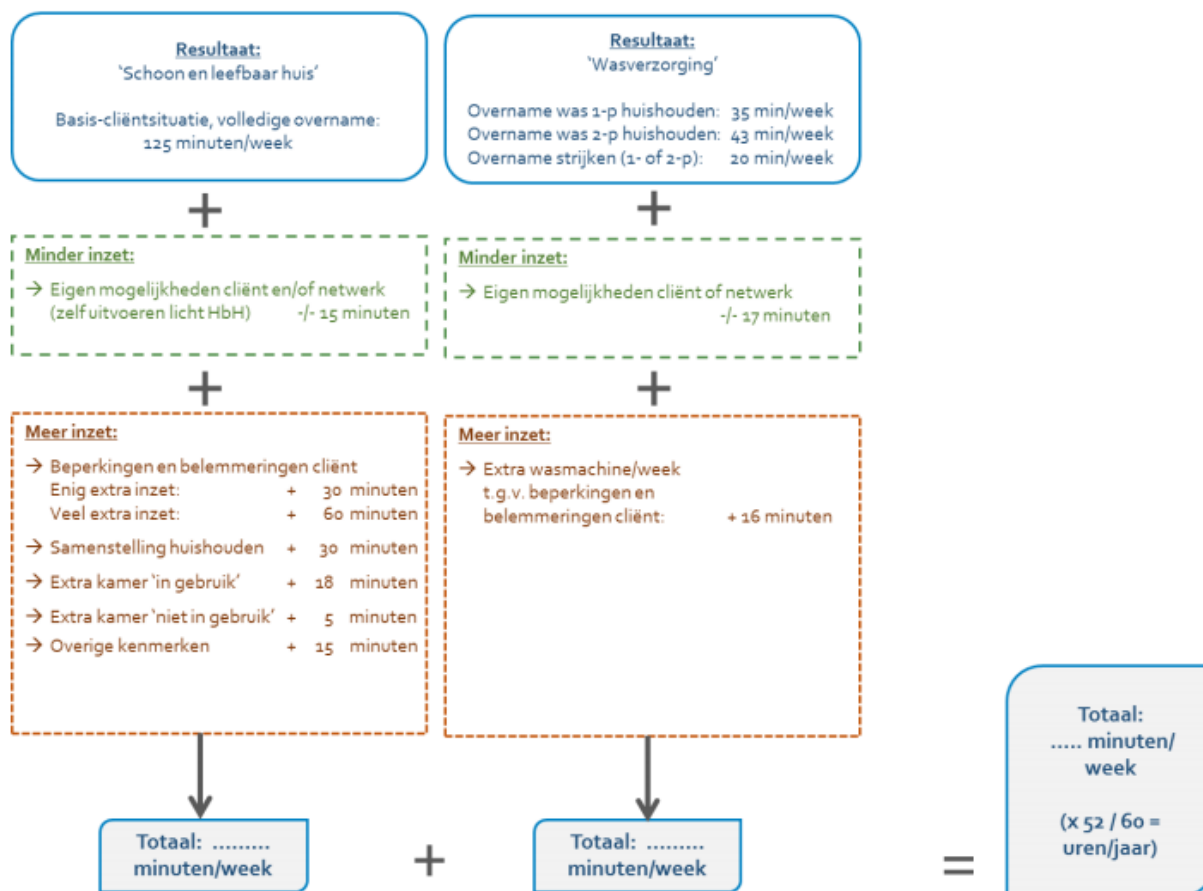 Resultaat:
‘Schoon en leefbaar huis’
Basis-cliëntsituatie, volledige overname:
125 minuten/week
+
Minder inzet:
→ Eigen mogelijkheden cliënt en/of netwerk
(zelf uitvoeren licht HbH) -/- 15 minuten
+
Meer inzet:
→ Beperkingen en belemmeringen cliënt
Enig extra inzet: + 30 minuten
Veel extra inzet: + 60 minuten
→ Samenstelling huishouden + 30 minuten
→ Extra kamer ‘in gebruik’ + 18 minuten
→ Extra kamer ‘niet in gebruik’ + 5 minuten
→ Overige kenmerken + 15 minuten
Totaal: .........
minuten/week
+
Resultaat:
‘Wasverzorging’
Overname was 1-p huishouden: 35 min/week
Overname was 2-p huishouden: 43 min/week
Overname strijken (1- of 2-p): 20 min/week
+
Minder inzet:
→ Eigen mogelijkheden cliënt of netwerk
-/- 17 minuten
+
Meer inzet:
→ Extra wasmachine/week
t.g.v. beperkingen en
belemmeringen cliënt: + 16 minuten
Totaal: .........
minuten/week
=
Totaal:
..... minuten/
week
(x 52 / 60 =
uren/jaar)